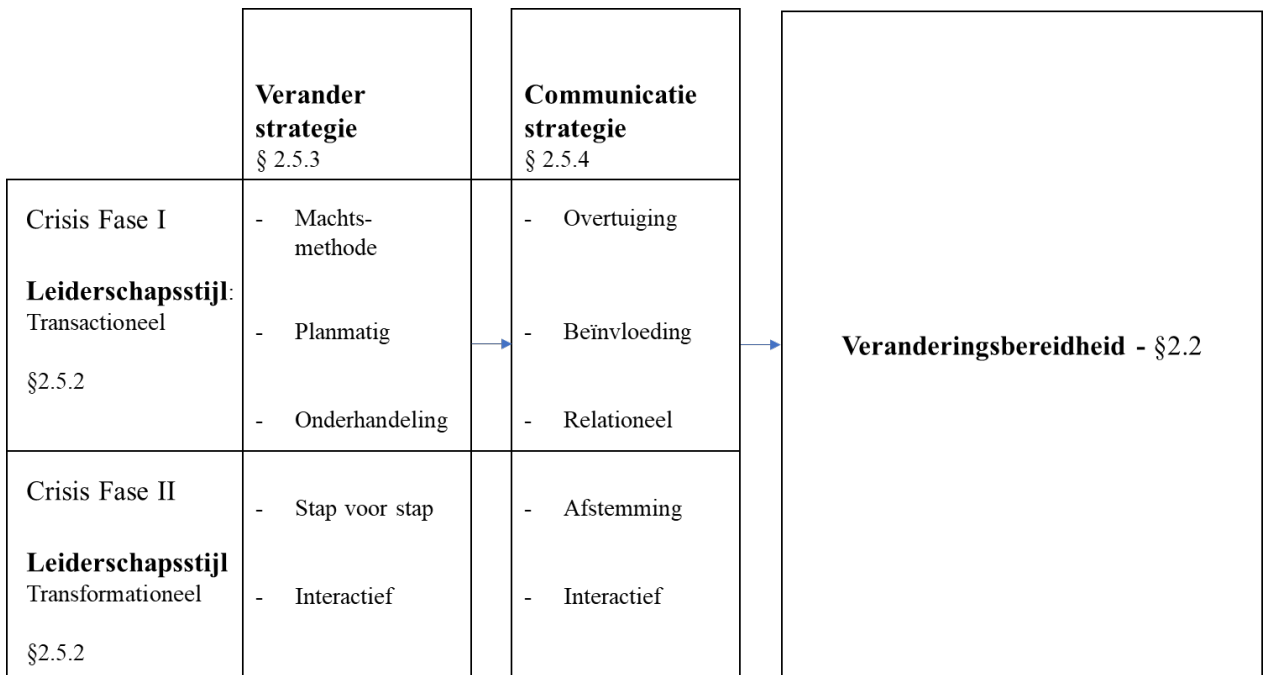 Verander
strategie
§ 2.5.3
Communicatie
strategie
§ 2.5.4
Crisis Fase I
Leiderschapsstijl:
Transactioneel
§2.5.2
- Machts-
methode
- Planmatig
- Onderhandeling
- Overtuiging
- Beïnvloeding
- Relationeel
Crisis Fase II
Leiderschapsstijl
Transformationeel
§2.5.2
- Stap voor stap
- Interactief
- Afstemming
- Interactief
Veranderingsbereidheid - §2.2